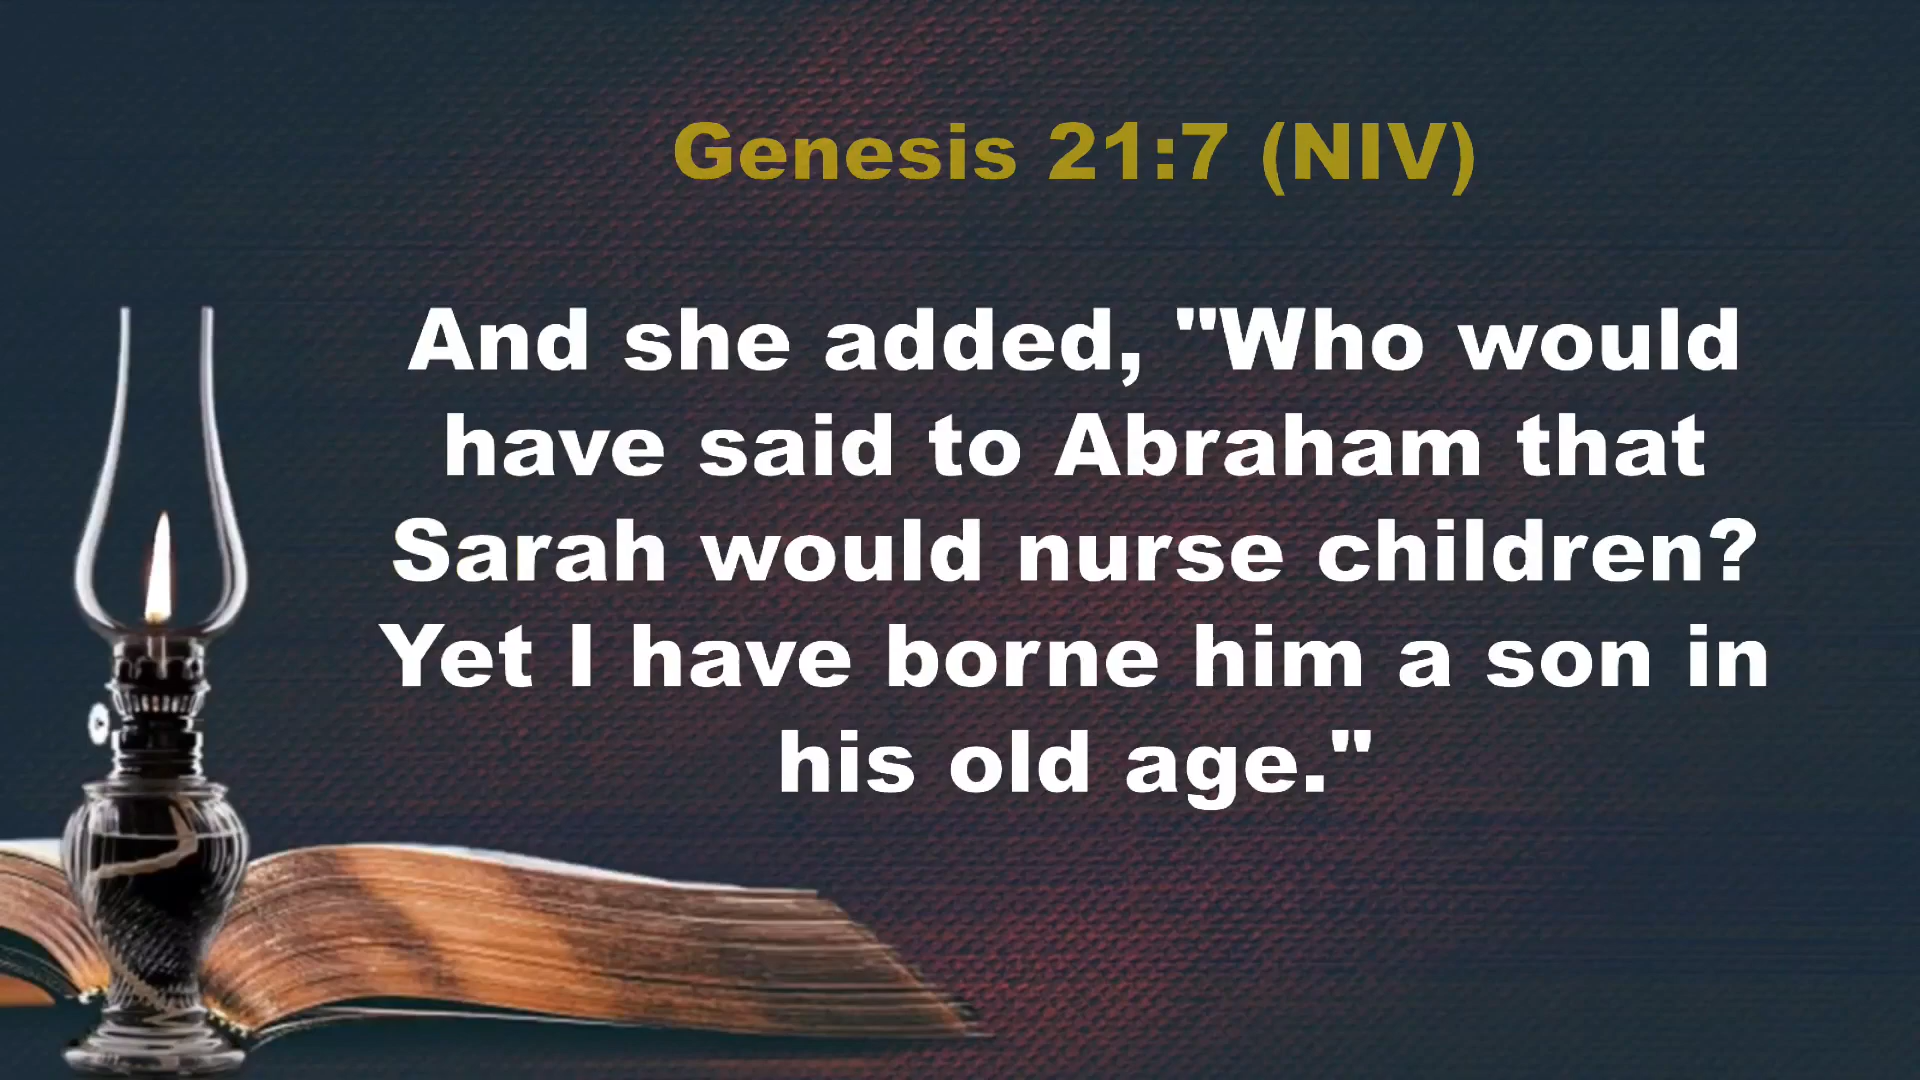 Genesis 21:7 (NIV)
And she added, "Who would
have said to Abraham that
Sarah would nurse children?
Yet I have borne him a son in
his old age."